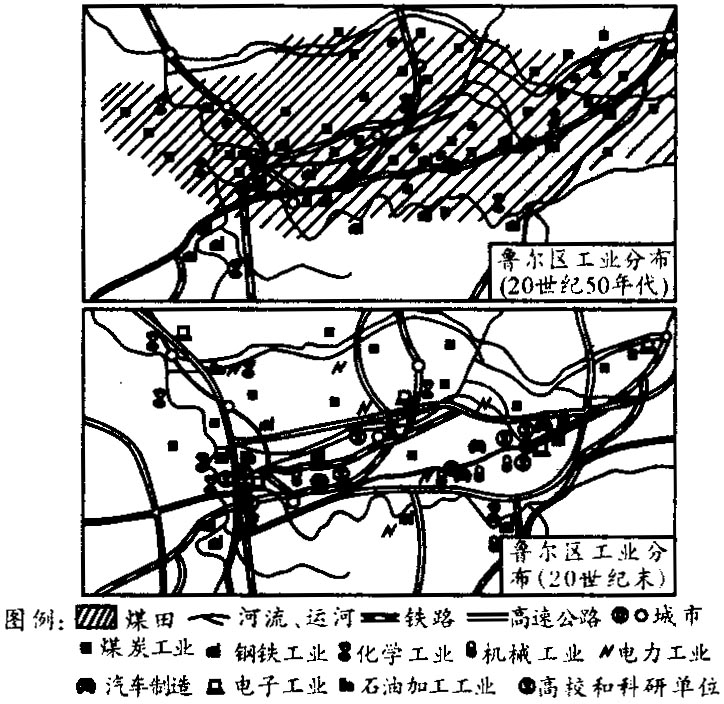 鲁尔区工业分布
(20世纪50年代)
鲁尔区工业分
布(20世纪末)
图例: 煤田 河流、运河 铁路 高速公路 城市
煤炭工业 钢铁工业 化学工业 机械工业 电力工业
汽车制造 电子工业 石油加工工业 高校和科研单位